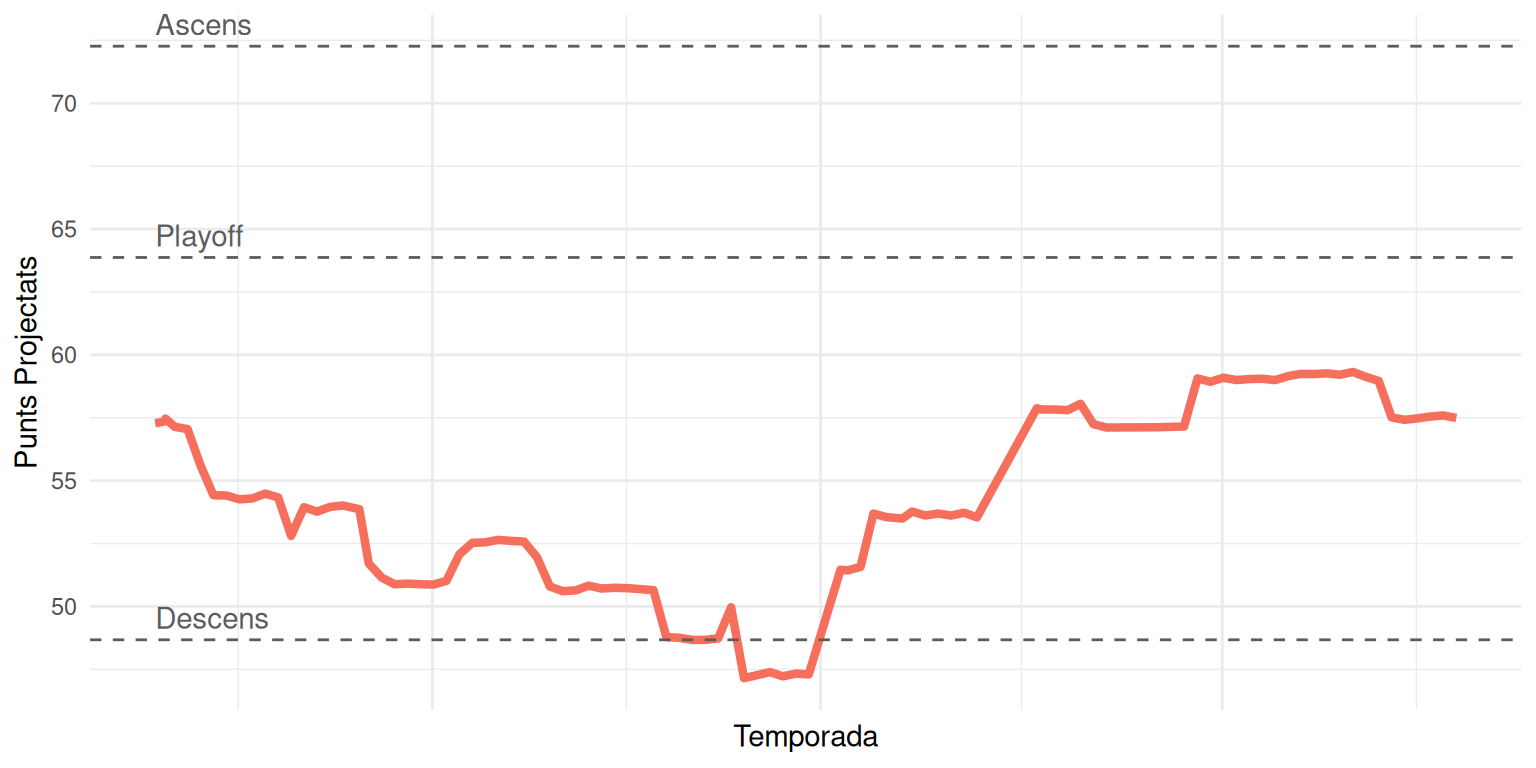 Ascens
70
Playoff
65
Punts Projectats
60
55
50
Descens
Temporada